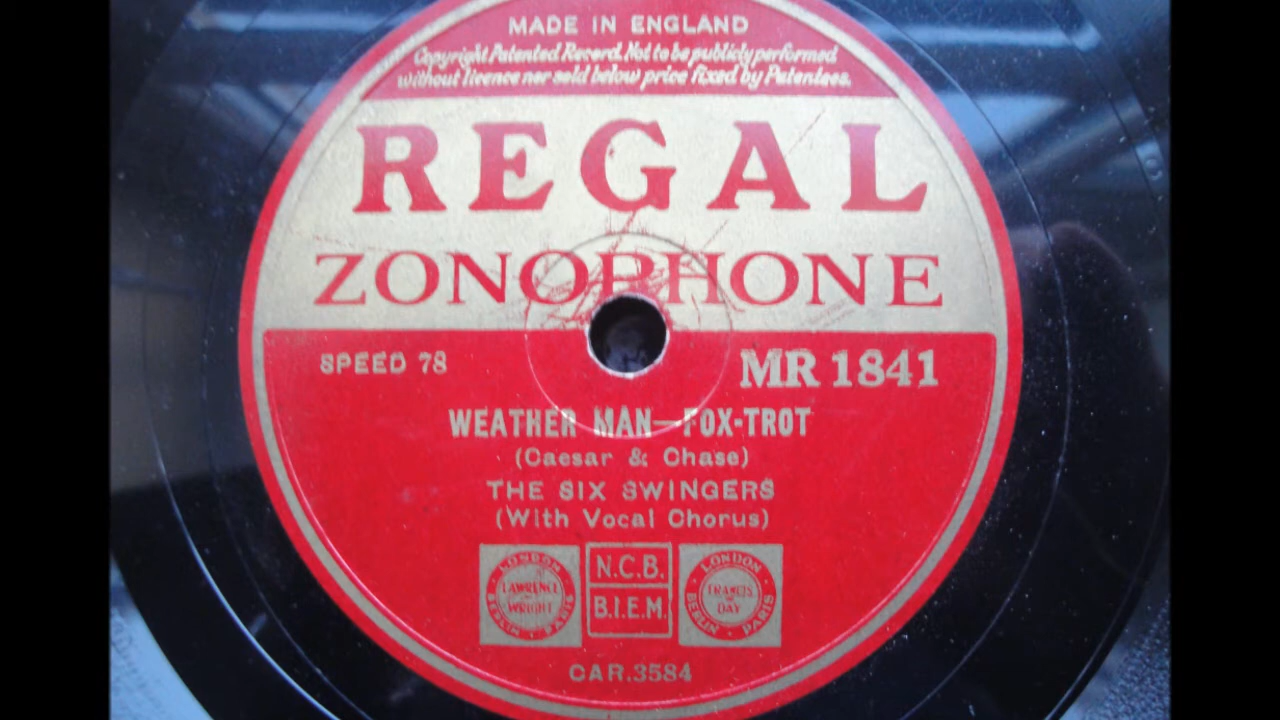 MADE IN ENGLAND
Copyright Patented Record. Not to be publicly performed
without licence nor sold below price fixed by Patentees.
REGAL
ZONOPHONE
SPEED 78
MR 1841
WEATHER MAN—FOX-TROT
(Caesar & Chase)
THE SIX SWINGERS
(With Vocal Chorus)
LONDON
LAWRENCE
WRIGHT
BERLIN · PARIS
N.C.B.
B.I.E.M.
LONDON
FRANCIS
DAY
BERLIN · PARIS
CAR.3584